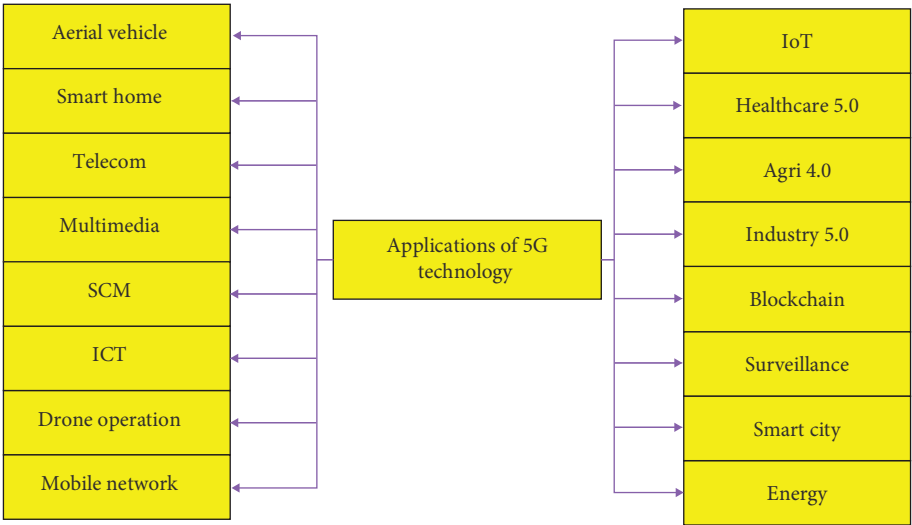 Aerial vehicle
Smart home
Telecom
Multimedia
SCM
ICT
Drone operation
Mobile network
Applications of 5G
technology
IoT
Healthcare 5.0
Agri 4.0
Industry 5.0
Blockchain
Surveillance
Smart city
Energy